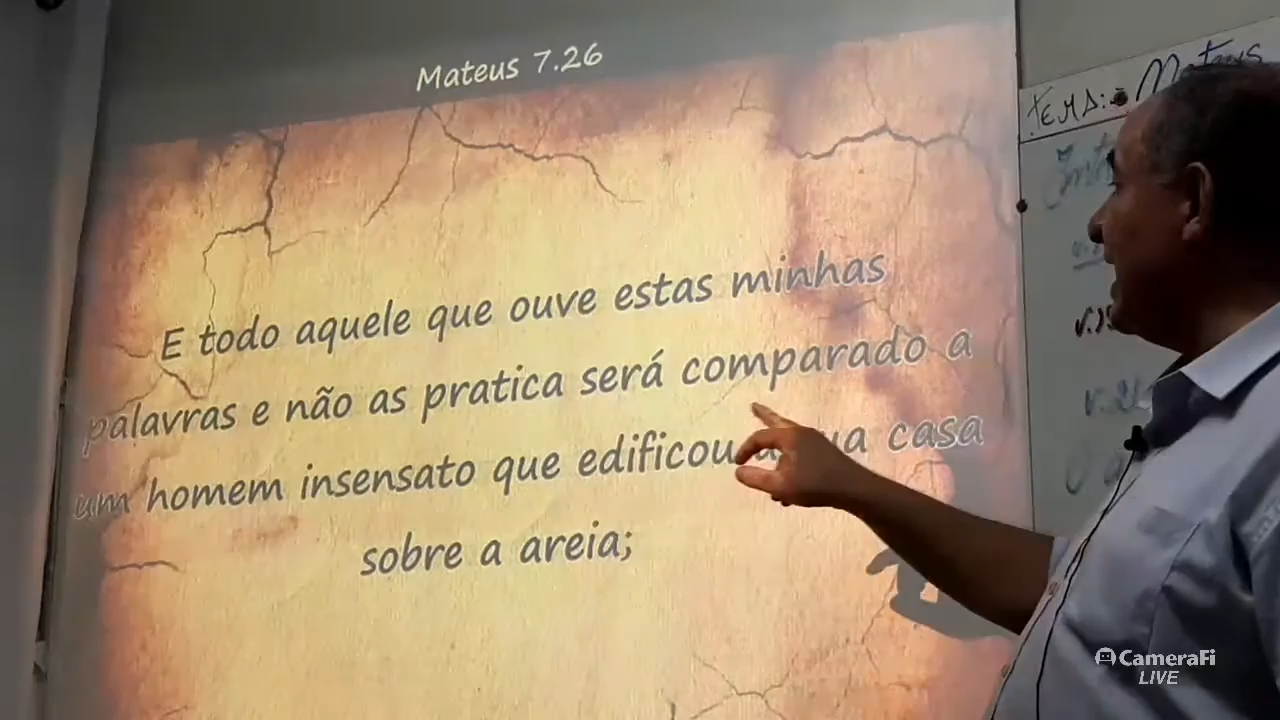 Mateus 7.26
E todo aquele que ouve estas minhas
palavras e não as pratica será comparado a
um homem insensato que edificou casa
sobre a areia;
TEMA: Mateus
CameraFi
LIVE